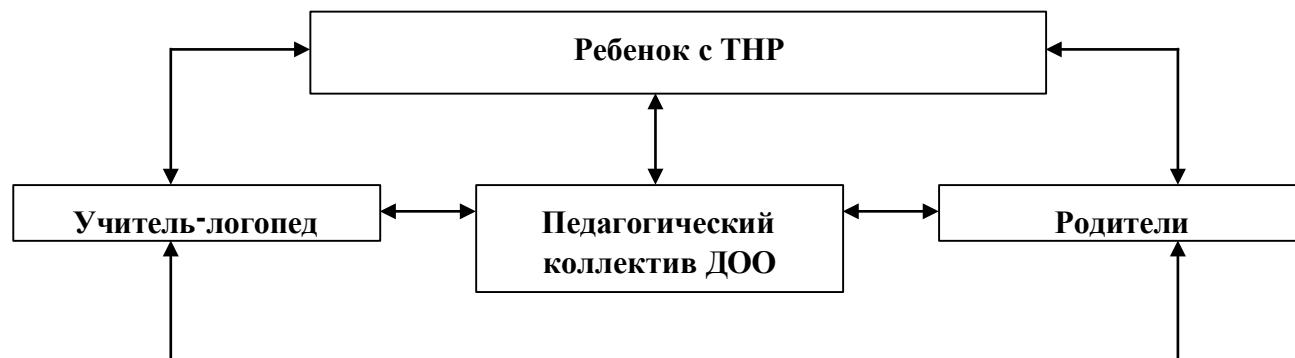 Ребенок с ТНР
Учитель-логопед
Педагогический
коллектив ДОО
Родители